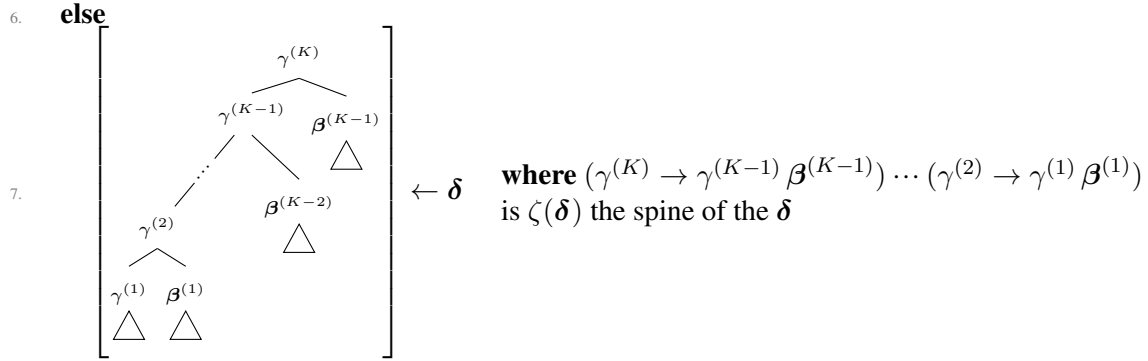 6. else
γ^(K)
γ^(K−1) β^(K−1)
⋰
7. β^(K−2) ← δ where (γ^(K) → γ^(K−1) β^(K−1)) ⋯ (γ^(2) → γ^(1) β^(1))
is ζ(δ) the spine of the δ
γ^(2)
γ^(1) β^(1)